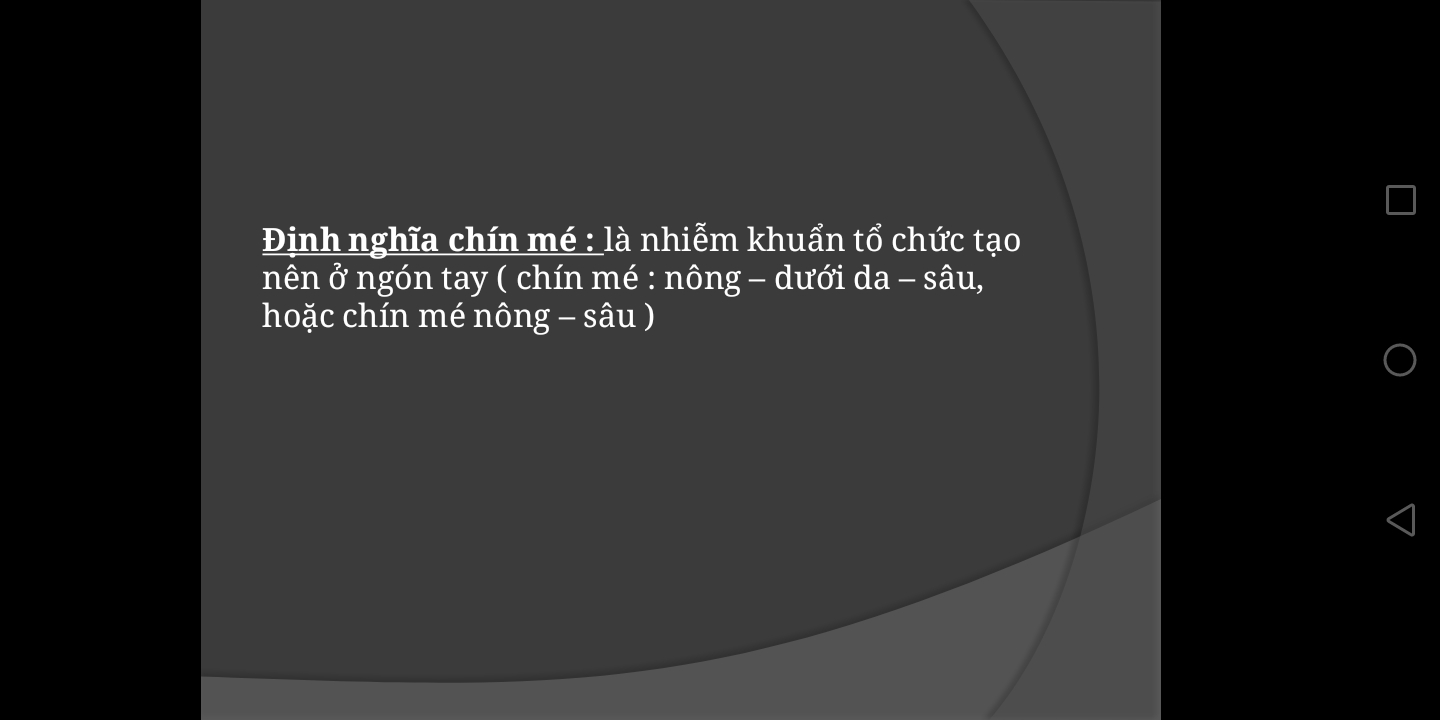 Định nghĩa chín mé : là nhiễm khuẩn tổ chức tạo
nên ở ngón tay ( chín mé : nông – dưới da – sâu,
hoặc chín mé nông – sâu )